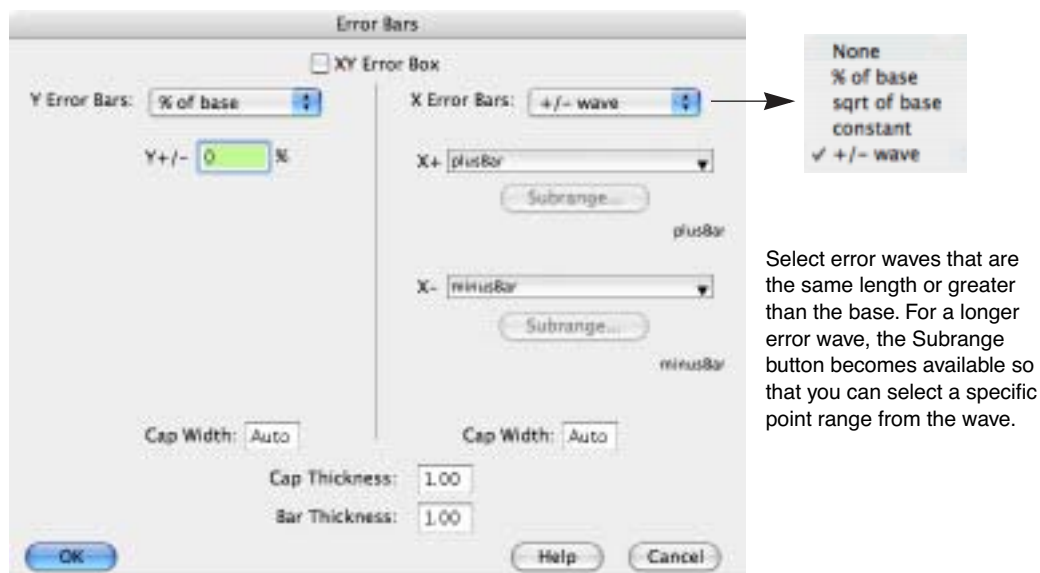 Error Bars
XY Error Box
Y Error Bars: % of base
Y+/- 0 %
X Error Bars: +/- wave
X+ plusBar
Subrange...
plusBar
X- minusBar
Subrange...
minusBar
Cap Width: Auto
Cap Width: Auto
Cap Thickness: 1.00
Bar Thickness: 1.00
OK
Help
Cancel
None
% of base
sqrt of base
constant
✓ +/- wave
Select error waves that are
the same length or greater
than the base. For a longer
error wave, the Subrange
button becomes available so
that you can select a specific
point range from the wave.